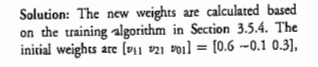 Solution: The new weights are calculated based
on the training algorithm in Section 3.5.4. The
initial weights are [v11 v21 v01] = [0.6 −0.1 0.3],